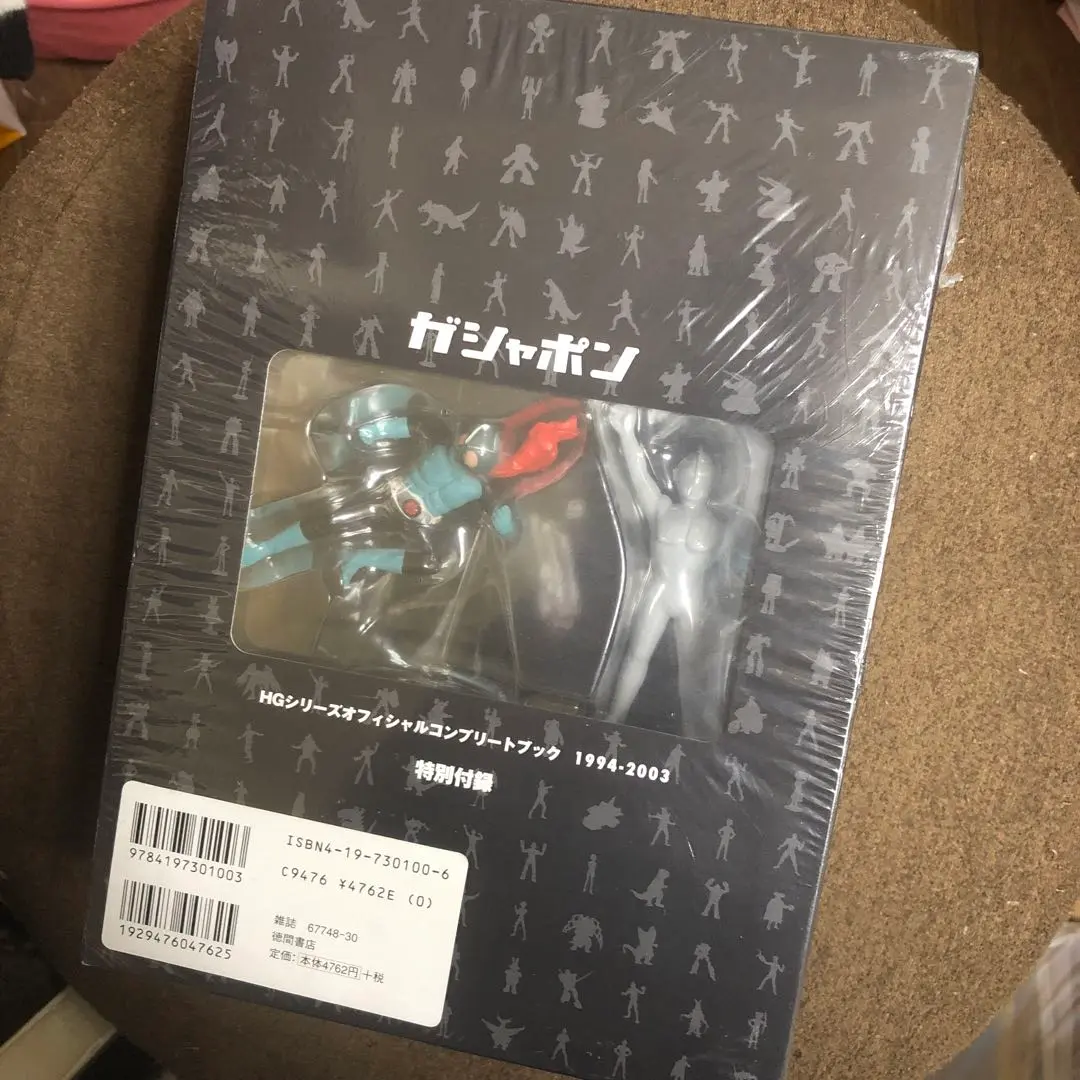 ガシャポン
HGシリーズオフィシャルコンプリートブック 1994-2003
特別付録
9784197301003
ISBN4-19-730100-6
C9476 ¥4762E (0)
1929476047625
雑誌 67748-30
徳間書店
定価:本体4762円+税